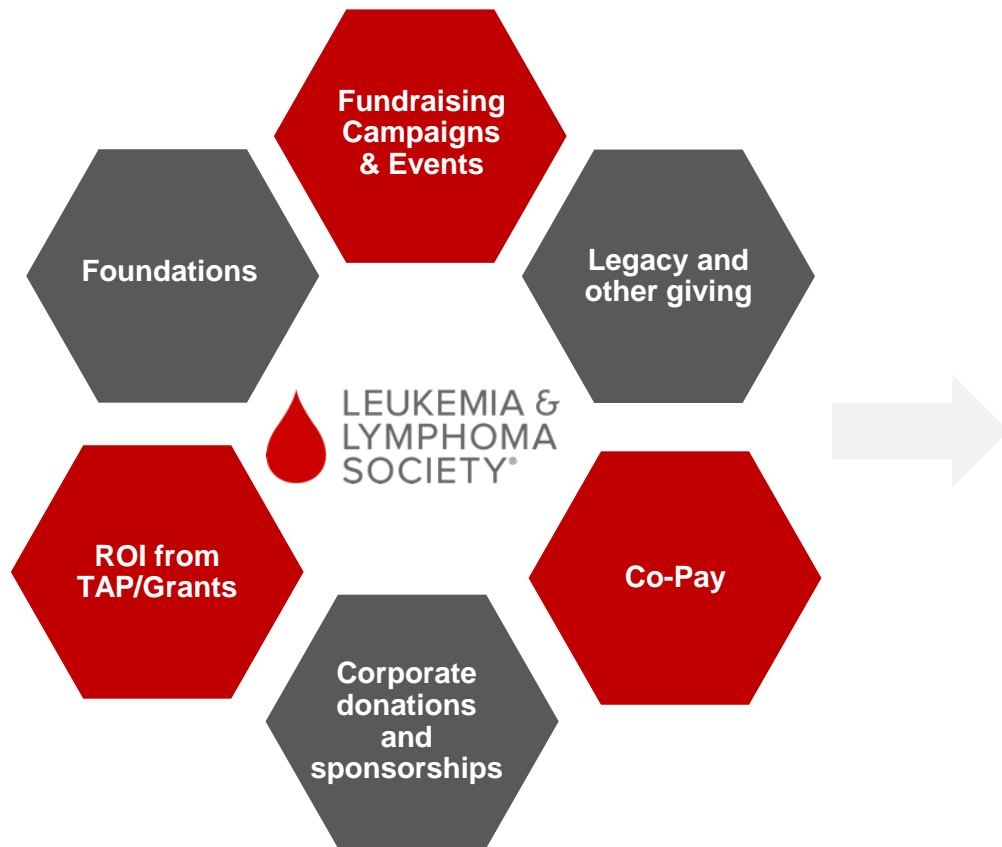 Fundraising
Campaigns
& Events
Foundations
Legacy and
other giving
LEUKEMIA &
LYMPHOMA
SOCIETY®
ROI from
TAP/Grants
Co-Pay
Corporate
donations
and
sponsorships